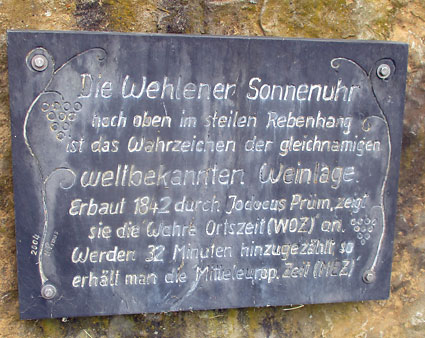 Die Wehlener Sonnenuhr
hoch oben im steilen Rebenhang
ist das Wahrzeichen der gleichnamigen
weltbekannten Weinlage.
Erbaut 1842 durch Jodocus Prüm, zeigt
sie die Wahre Ortszeit (WOZ) an.
Werden 32 Minuten hinzugezählt, so
erhält man die Mitteleurop. Zeit (MEZ)
2004